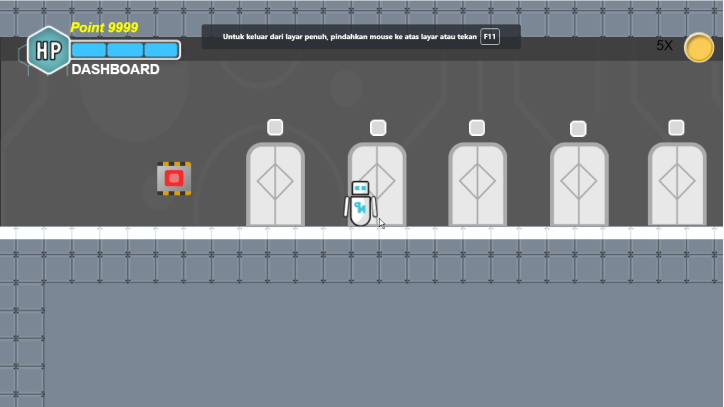 Point 9999
Untuk keluar dari layar penuh, pindahkan mouse ke atas layar atau tekan F11
HP
5X
DASHBOARD